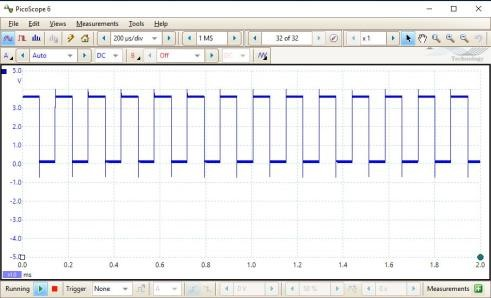 PicoScope 6
File Edit Views Measurements Tools Help
200 µs/div 1 MS 32 of 32 x 1
A Auto DC B Off DC
Technology
5.0
V
3.0
2.0
1.0
0.0
-1.0
-2.0
-3.0
-4.0
-5.0
0.0 0.2 0.4 0.6 0.8 1.0 1.2 1.4 1.6 1.8 2.0
x1.0 ms
Running Trigger None A 0 V 50 % 0 s Measurements